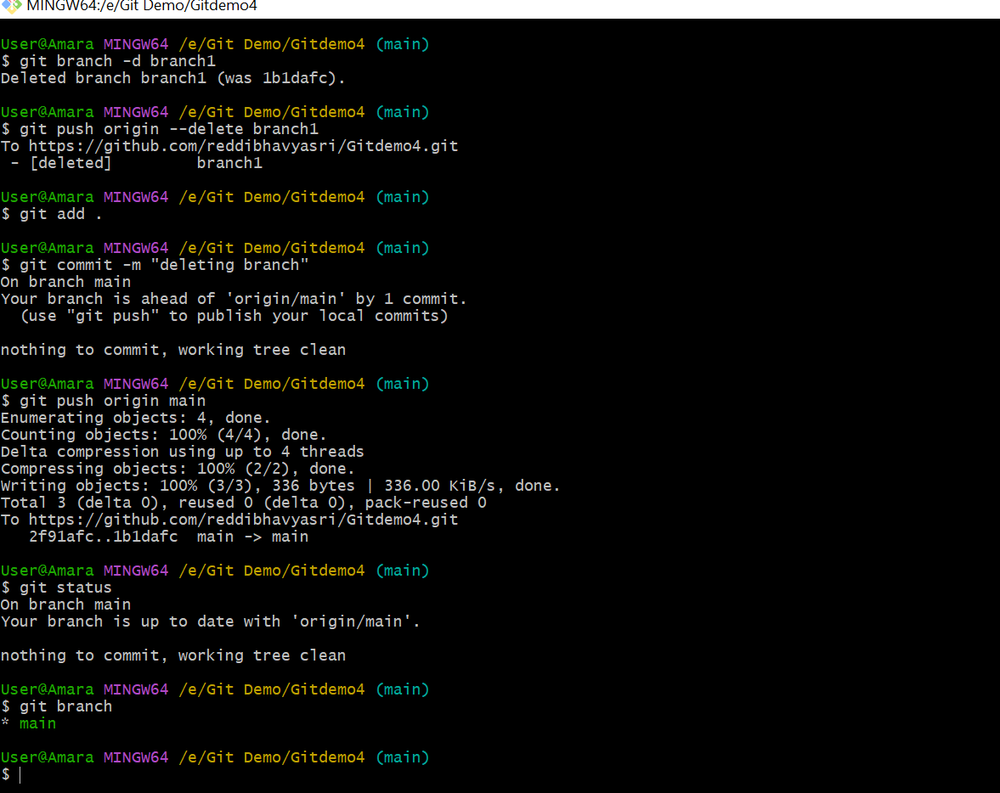 MINGW64:/e/Git Demo/Gitdemo4
User@Amara MINGW64 /e/Git Demo/Gitdemo4 (main)
$ git branch -d branch1
Deleted branch branch1 (was 1b1dafc).
User@Amara MINGW64 /e/Git Demo/Gitdemo4 (main)
$ git push origin --delete branch1
To https://github.com/reddibhavyasri/Gitdemo4.git
 - [deleted]         branch1
User@Amara MINGW64 /e/Git Demo/Gitdemo4 (main)
$ git add .
User@Amara MINGW64 /e/Git Demo/Gitdemo4 (main)
$ git commit -m "deleting branch"
On branch main
Your branch is ahead of 'origin/main' by 1 commit.
  (use "git push" to publish your local commits)
nothing to commit, working tree clean
User@Amara MINGW64 /e/Git Demo/Gitdemo4 (main)
$ git push origin main
Enumerating objects: 4, done.
Counting objects: 100% (4/4), done.
Delta compression using up to 4 threads
Compressing objects: 100% (2/2), done.
Writing objects: 100% (3/3), 336 bytes | 336.00 KiB/s, done.
Total 3 (delta 0), reused 0 (delta 0), pack-reused 0
To https://github.com/reddibhavyasri/Gitdemo4.git
   2f91afc..1b1dafc  main -> main
User@Amara MINGW64 /e/Git Demo/Gitdemo4 (main)
$ git status
On branch main
Your branch is up to date with 'origin/main'.
nothing to commit, working tree clean
User@Amara MINGW64 /e/Git Demo/Gitdemo4 (main)
$ git branch
* main
User@Amara MINGW64 /e/Git Demo/Gitdemo4 (main)
$